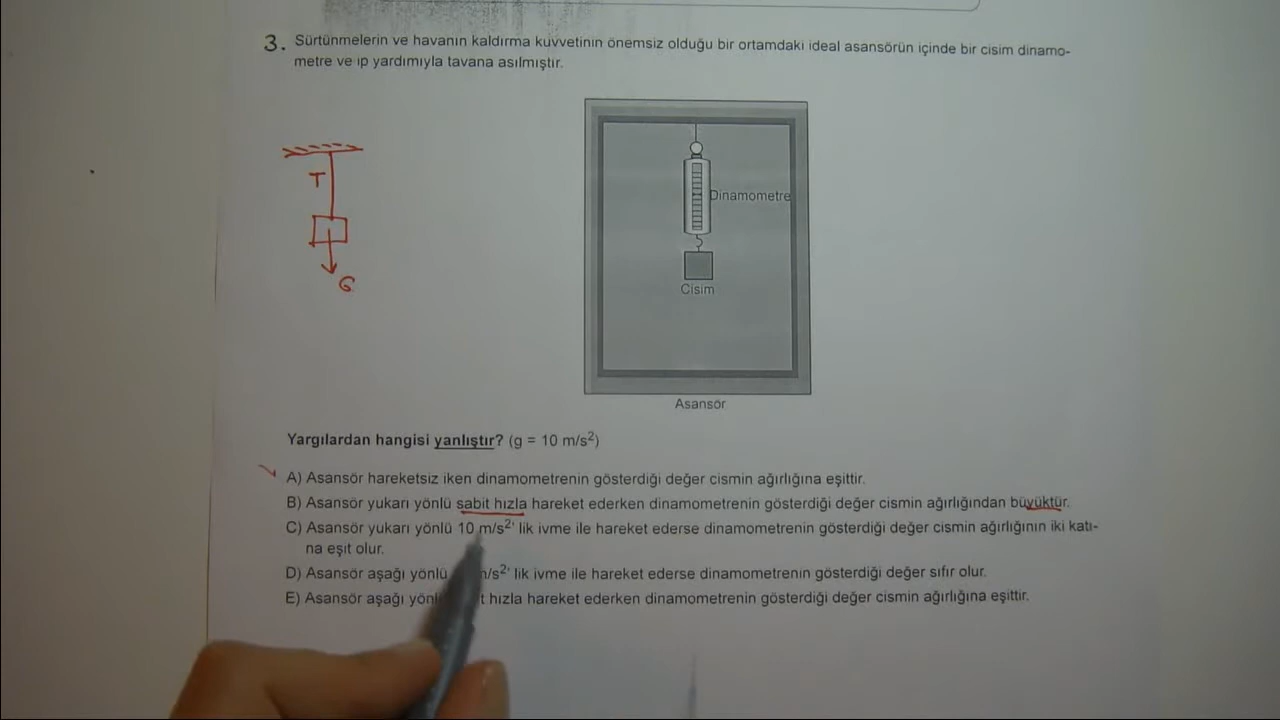 3. Sürtünmelerin ve havanın kaldırma kuvvetinin önemsiz olduğu bir ortamdaki ideal asansörün içinde bir cisim dinamo-
metre ve ip yardımıyla tavana asılmıştır.
T
G
Dinamometre
Cisim
Asansör
Yargılardan hangisi yanlıştır? (g = 10 m/s²)
A) Asansör hareketsiz iken dinamometrenin gösterdiği değer cismin ağırlığına eşittir.
B) Asansör yukarı yönlü sabit hızla hareket ederken dinamometrenin gösterdiği değer cismin ağırlığından büyüktür.
C) Asansör yukarı yönlü 10 m/s²' lik ivme ile hareket ederse dinamometrenin gösterdiği değer cismin ağırlığının iki katı-
na eşit olur.
D) Asansör aşağı yönlü /s²' lik ivme ile hareket ederse dinamometrenin gösterdiği değer sıfır olur.
E) Asansör aşağı hızla hareket ederken dinamometrenin gösterdiği değer cismin ağırlığına eşittir.